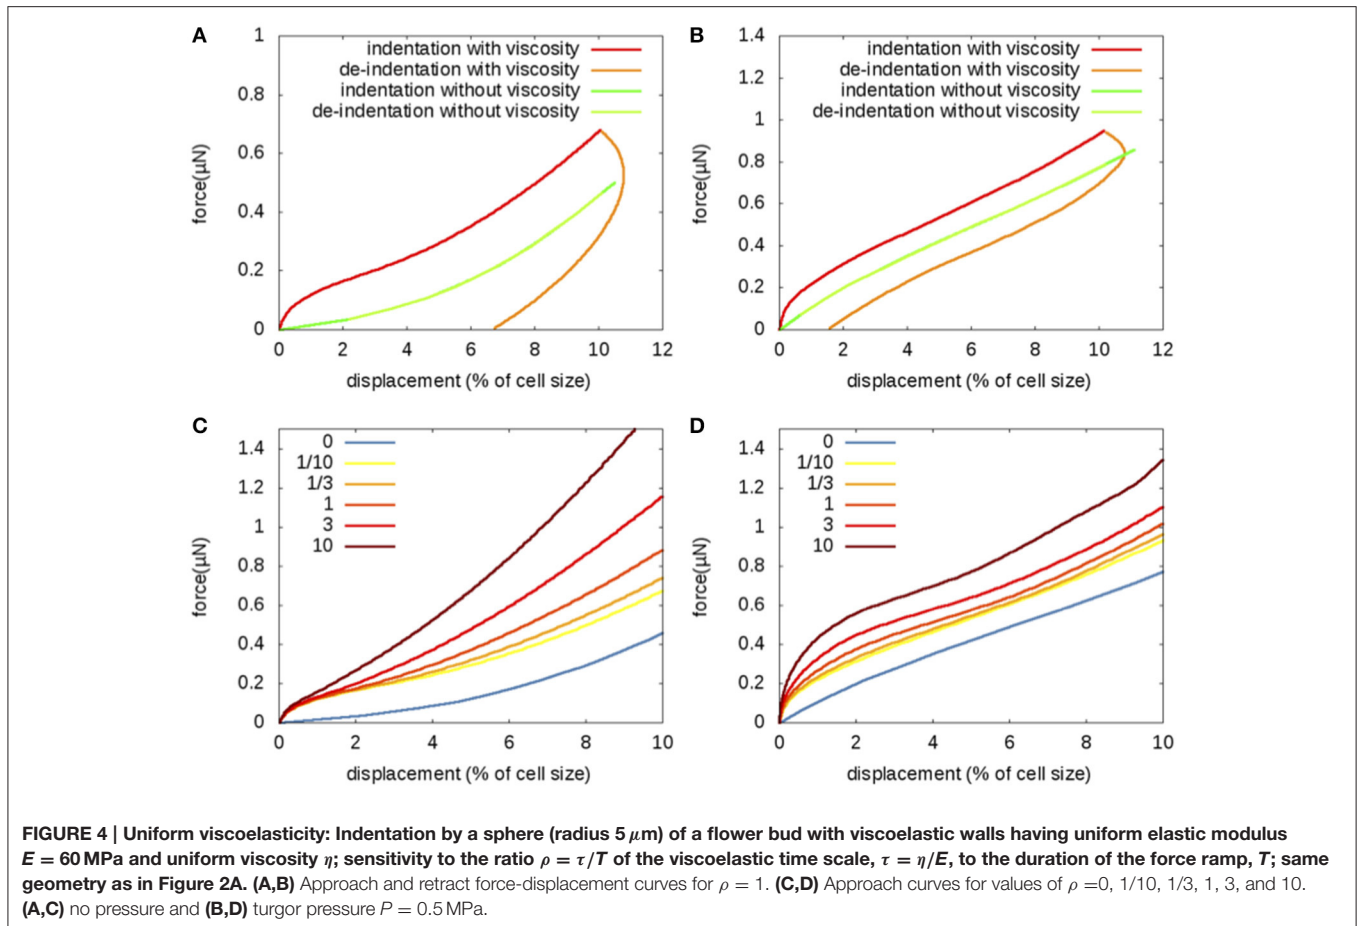 A
1
0.8
0.6
0.4
0.2
0
force(µN)
indentation with viscosity
de-indentation with viscosity
indentation without viscosity
de-indentation without viscosity
0 2 4 6 8 10 12
displacement (% of cell size)
B
1.4
1.2
1
0.8
0.6
0.4
0.2
0
force(µN)
indentation with viscosity
de-indentation with viscosity
indentation without viscosity
de-indentation without viscosity
0 2 4 6 8 10 12
displacement (% of cell size)
C
1.4
1.2
1
0.8
0.6
0.4
0.2
0
force(µN)
0
1/10
1/3
1
3
10
0 2 4 6 8 10
displacement (% of cell size)
D
1.4
1.2
1
0.8
0.6
0.4
0.2
0
force(µN)
0
1/10
1/3
1
3
10
0 2 4 6 8 10
displacement (% of cell size)
FIGURE 4 | Uniform viscoelasticity: Indentation by a sphere (radius 5 μm) of a flower bud with viscoelastic walls having uniform elastic modulus
E = 60 MPa and uniform viscosity η; sensitivity to the ratio ρ = τ/T of the viscoelastic time scale, τ = η/E, to the duration of the force ramp, T; same
geometry as in Figure 2A. (A,B) Approach and retract force-displacement curves for ρ = 1. (C,D) Approach curves for values of ρ =0, 1/10, 1/3, 1, 3, and 10.
(A,C) no pressure and (B,D) turgor pressure P = 0.5 MPa.